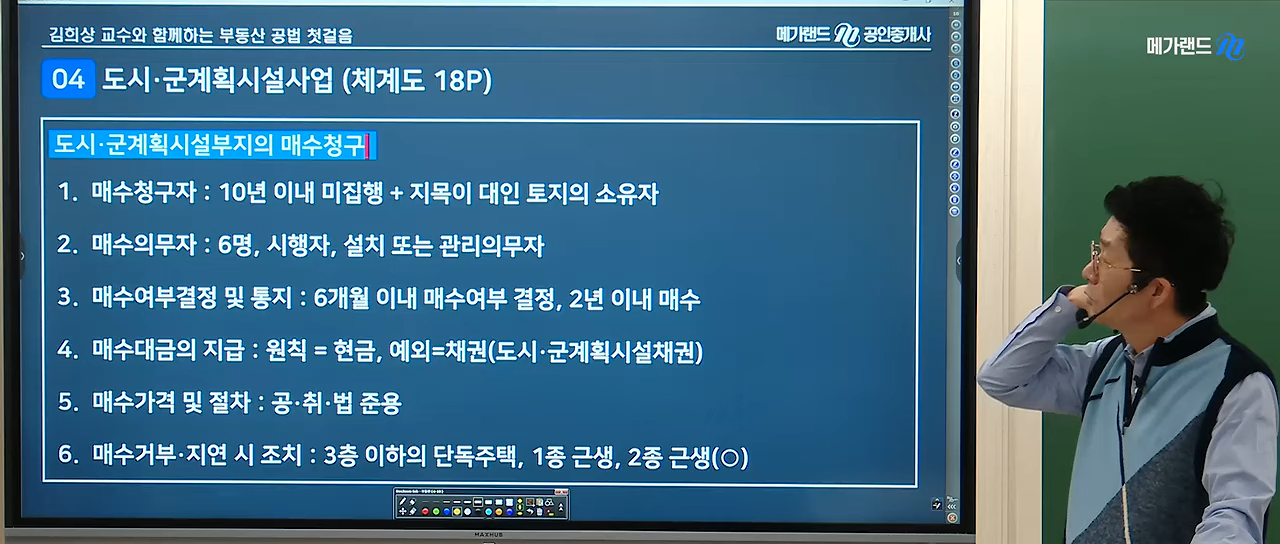 김희상 교수와 함께하는 부동산 공법 첫걸음
메가랜드 공인중개사
메가랜드
04 도시·군계획시설사업 (체계도 18P)
도시·군계획시설부지의 매수청구
1. 매수청구자 : 10년 이내 미집행 + 지목이 대인 토지의 소유자
2. 매수의무자 : 6명, 시행자, 설치 또는 관리의무자
3. 매수여부결정 및 통지 : 6개월 이내 매수여부 결정, 2년 이내 매수
4. 매수대금의 지급 : 원칙 = 현금, 예외=채권(도시·군계획시설채권)
5. 매수가격 및 절차 : 공·취·법 준용
6. 매수거부·지연 시 조치 : 3층 이하의 단독주택, 1종 근생, 2종 근생(○)
MAXHUB